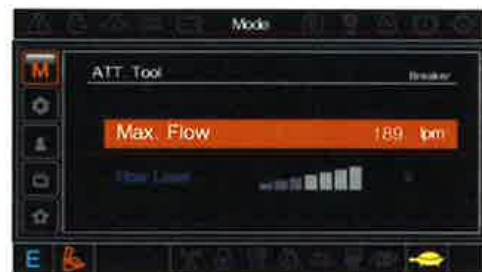 Mode
M
ATT. Tool Breaker
Max. Flow 189 lpm
Flow Level
E